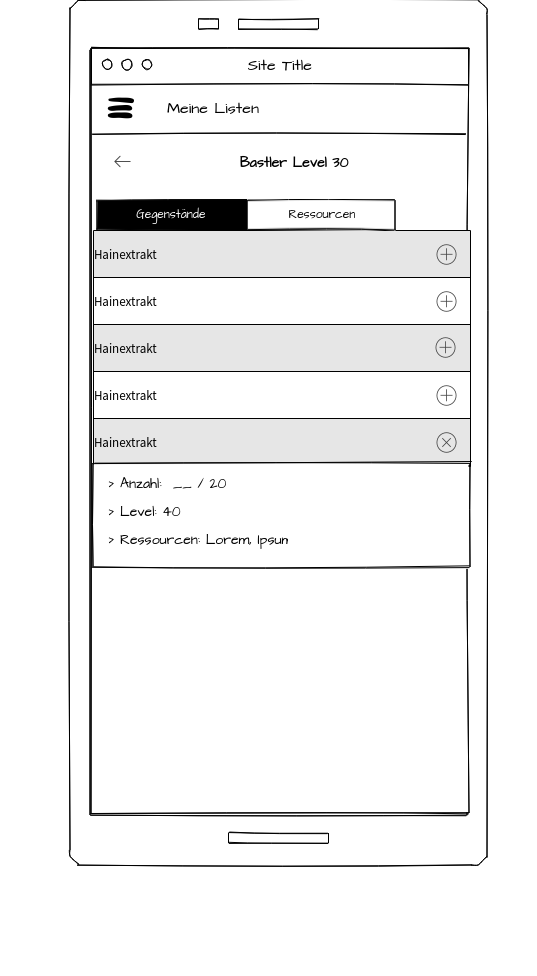 Site Title
Meine Listen
Bastler Level 30
Gegenstände Ressourcen
Hainextrakt
Hainextrakt
Hainextrakt
Hainextrakt
Hainextrakt
> Anzahl: __ / 20
> Level: 40
> Ressourcen: Lorem, Ipsum